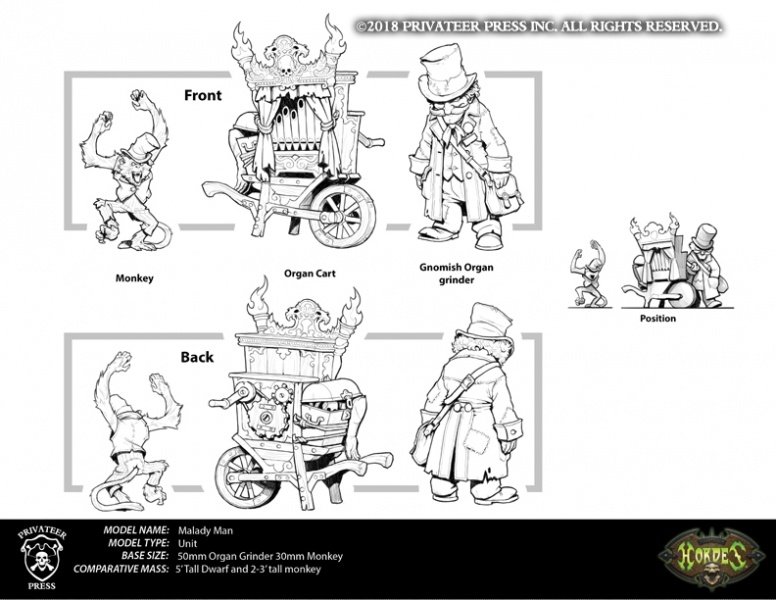 ©2018 PRIVATEER PRESS INC. ALL RIGHTS RESERVED.
Front
Monkey
Organ Cart
Gnomish Organ
grinder
Position
Back
PRIVATEER
PRESS
MODEL NAME: Malady Man
MODEL TYPE: Unit
BASE SIZE: 50mm Organ Grinder 30mm Monkey
COMPARATIVE MASS: 5' Tall Dwarf and 2-3' tall monkey
HORDES